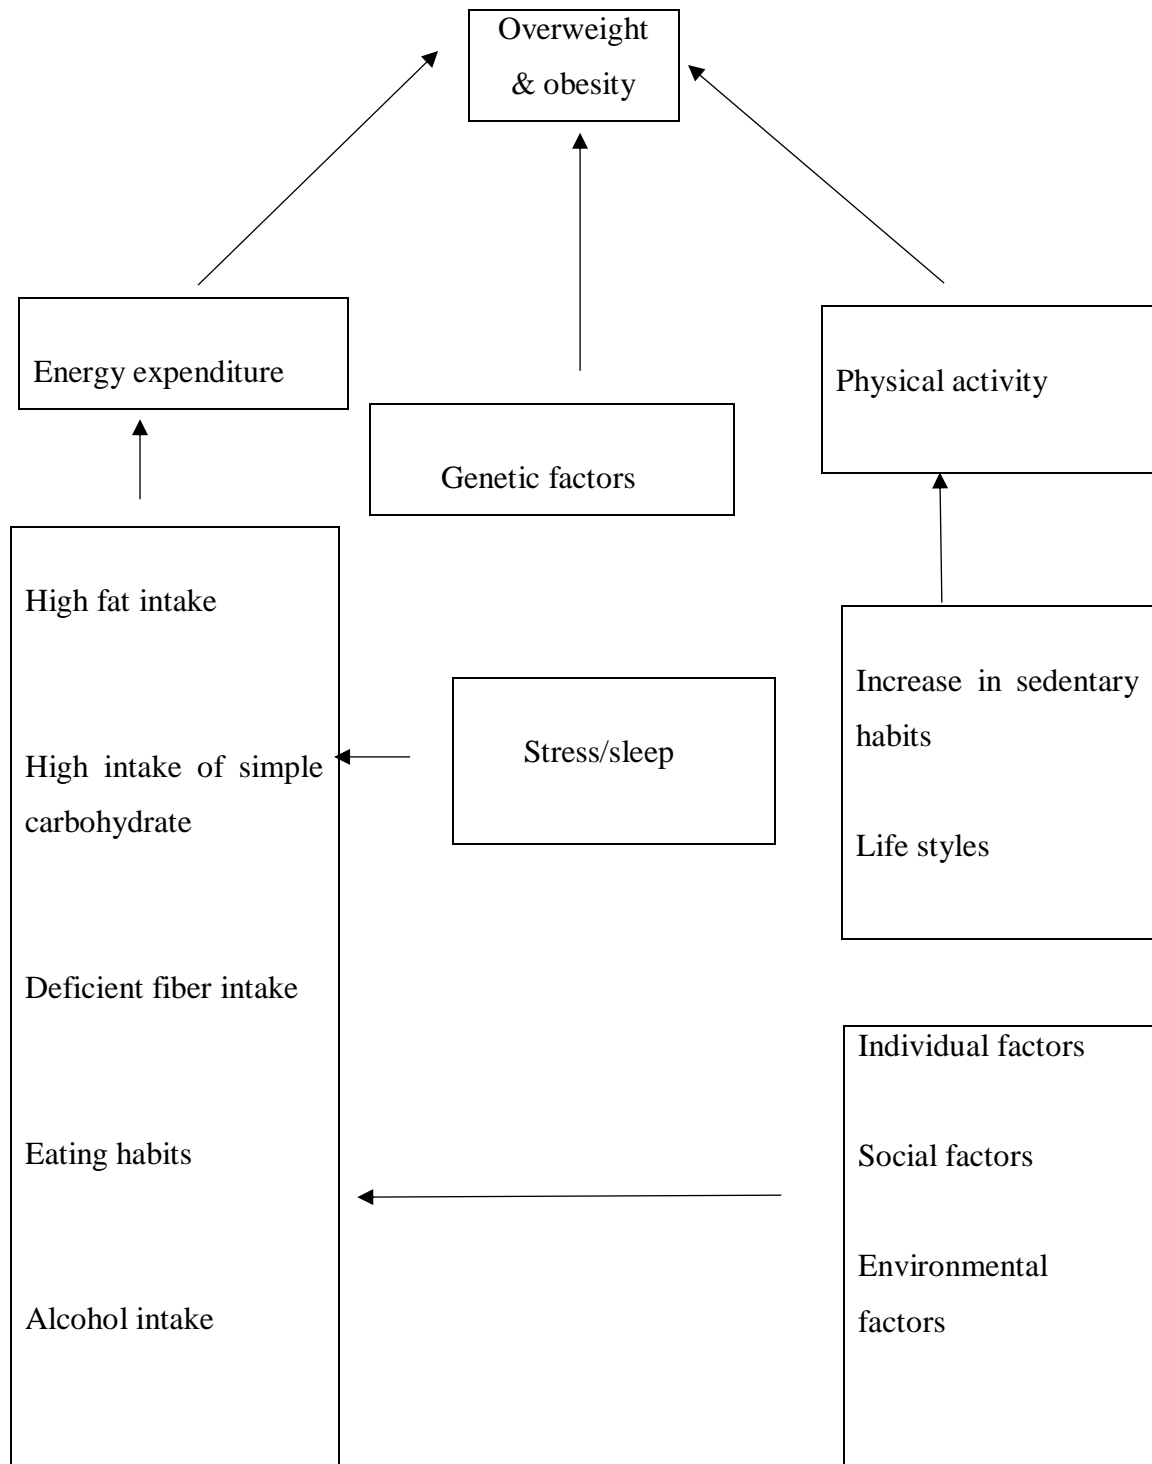 Overweight
& obesity
Energy expenditure
Physical activity
Genetic factors
High fat intake
High intake of simple
carbohydrate
Deficient fiber intake
Eating habits
Alcohol intake
Stress/sleep
Increase in sedentary
habits
Life styles
Individual factors
Social factors
Environmental
factors